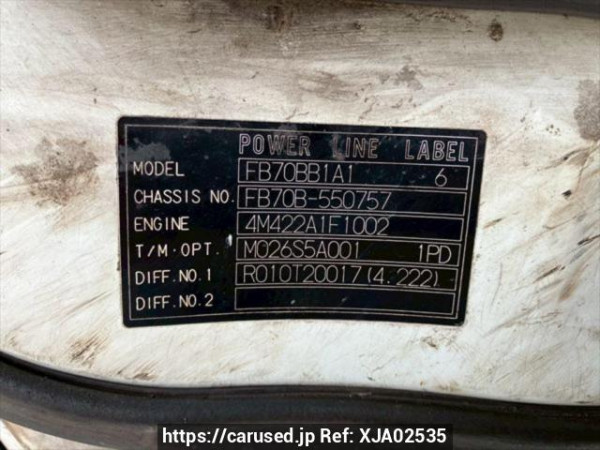 POWER LINE LABEL
MODEL FB70BB1A1 6
CHASSIS NO. FB70B-550757
ENGINE 4M422A1F1002
T/M·OPT. M026S5A001 1PD
DIFF.NO.1 R010T20017(4.222)
DIFF.NO.2
https://carused.jp Ref: XJA02535